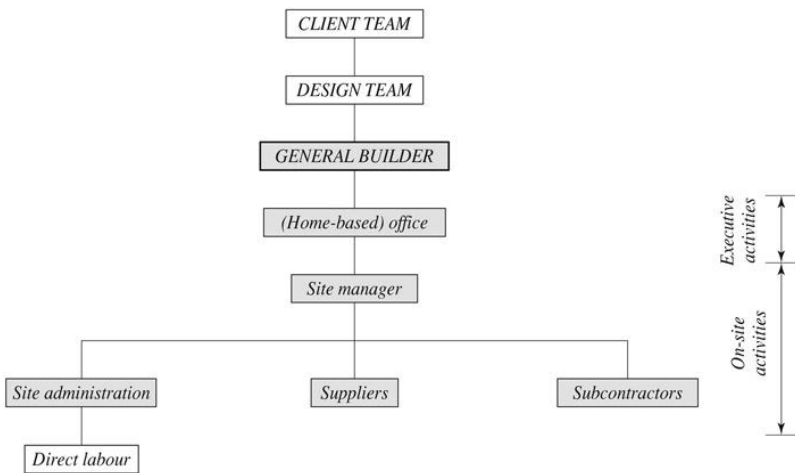 CLIENT TEAM
DESIGN TEAM
GENERAL BUILDER
(Home-based) office
Executive
activities
Site manager
On-site
activities
Site administration
Suppliers
Subcontractors
Direct labour